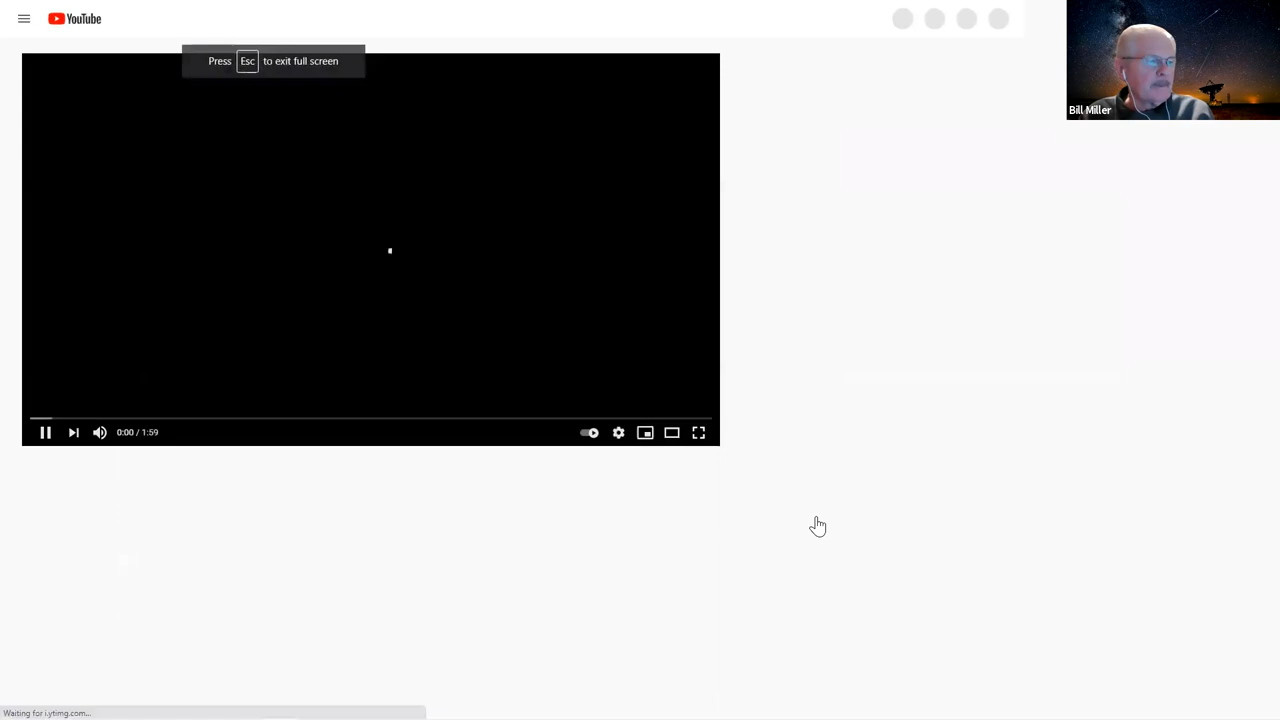 YouTube
Press Esc to exit full screen
Bill Miller
0:00 / 1:59
Waiting for i.ytimg.com...